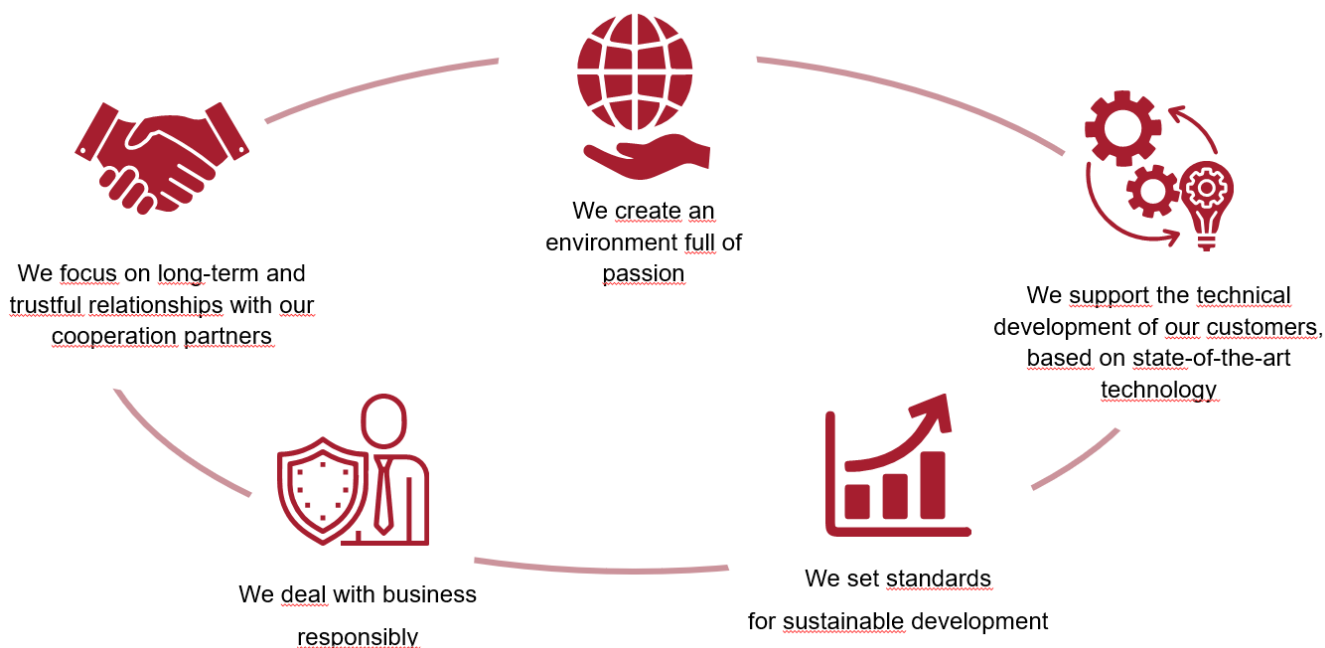 We create an
environment full of
passion
We focus on long-term and
trustful relationships with our
cooperation partners
We support the technical
development of our customers,
based on state-of-the-art
technology
We deal with business
responsibly
We set standards
for sustainable development